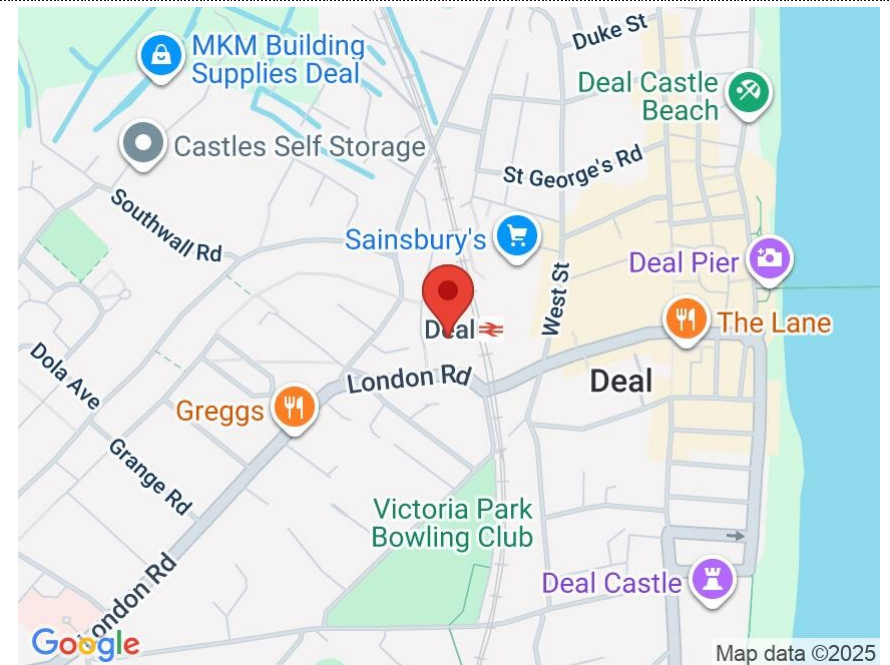 Duke St
MKM Building
Supplies Deal
Deal Castle
Beach
Castles Self Storage
St George's Rd
Southwall Rd
Sainsbury's
Deal Pier
West St
Deal
The Lane
Dola Ave
London Rd
Deal
Greggs
Grange Rd
Victoria Park
Bowling Club
Deal Castle
London Rd
Google
Map data ©2025